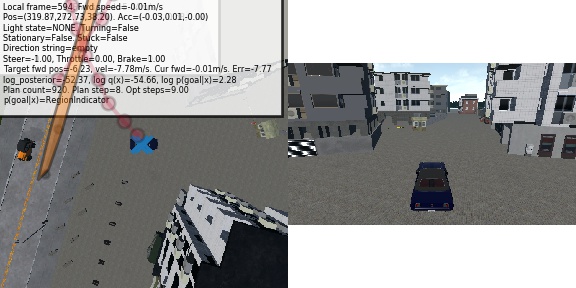 Local frame=594, Fwd speed=-0.01m/s
Pos=(319.87,272.73,38.20). Acc=(-0.03,0.01,-0.00)
Light state=NONE, Turning=False
Stationary=False, Stuck=False
Direction string=empty
Steer=-1.00, Throttle=0.00, Brake=1.00
Target fwd pos=-6.23, vel=-7.78m/s. Cur fwd=-0.01m/s. Err=-7.77
log_posterior=-52.37, log q(x)=-54.66, log p(goal|x)=2.28
Plan count=920, Plan step=8. Opt steps=9.00
p(goal|x)=RegionIndicator